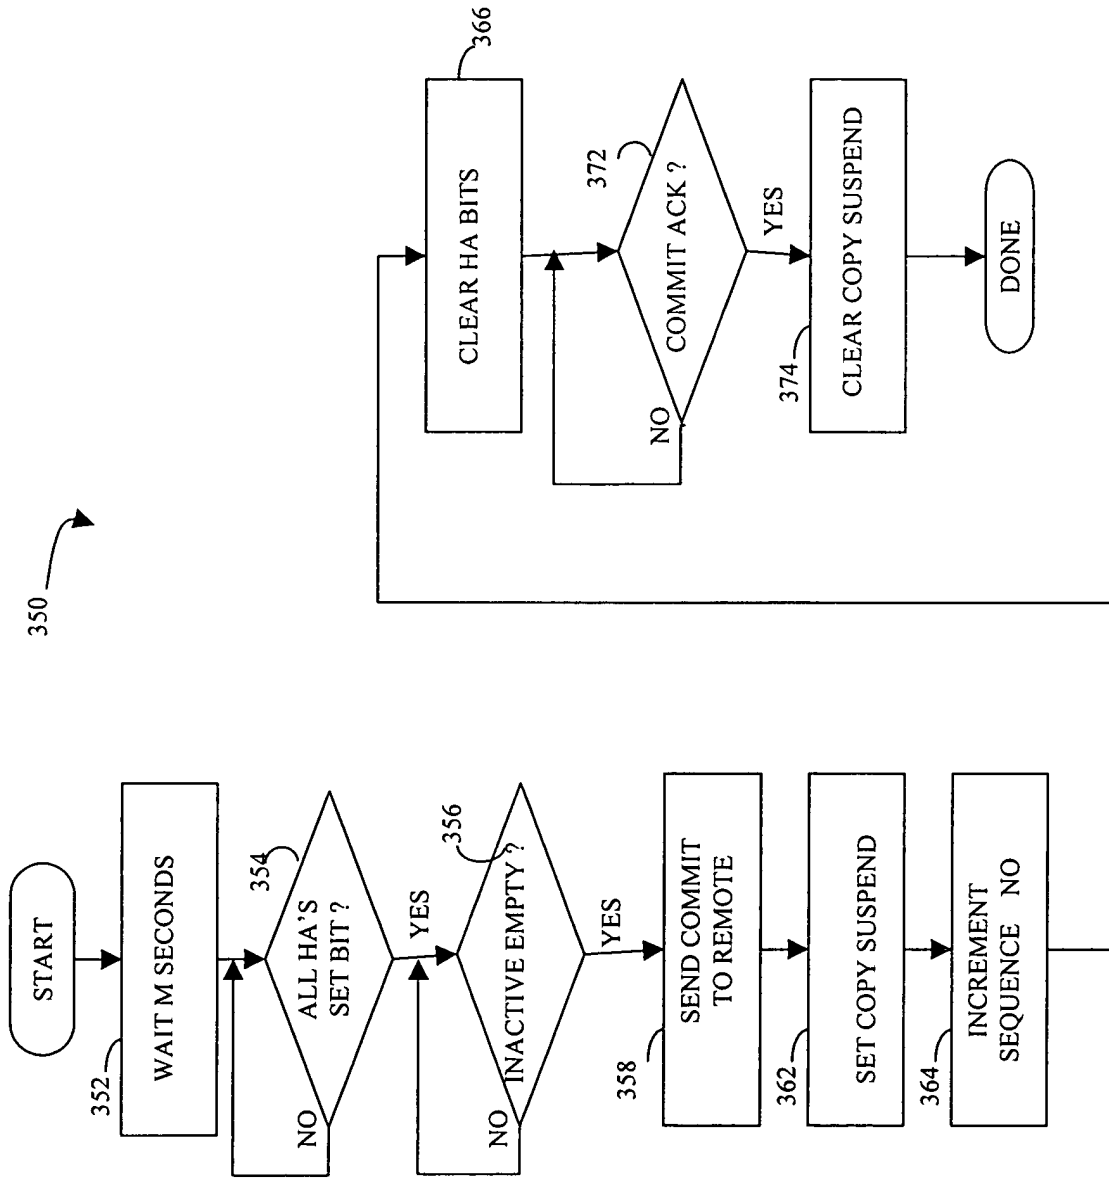 350
START
352
WAIT M SECONDS
354
ALL HA'S
SET BIT ?
NO
YES
356
INACTIVE EMPTY ?
NO
YES
358
SEND COMMIT
TO REMOTE
362
SET COPY SUSPEND
364
INCREMENT
SEQUENCE NO
366
CLEAR HA BITS
372
COMMIT ACK ?
NO
YES
374
CLEAR COPY SUSPEND
DONE